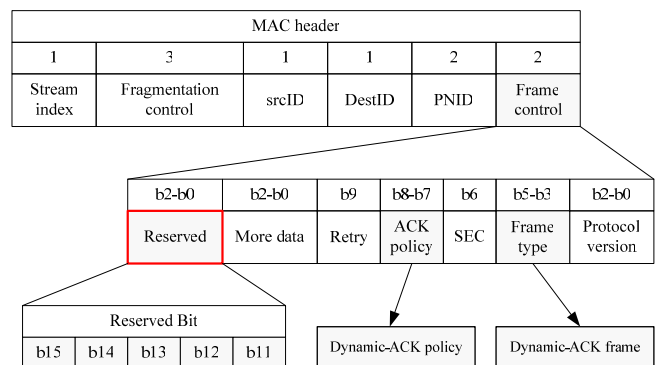 MAC header
1 3 1 1 2 2
Stream index Fragmentation control srcID DestID PNID Frame control
b2-b0 b2-b0 b9 b8-b7 b6 b5-b3 b2-b0
Reserved More data Retry ACK policy SEC Frame type Protocol version
Reserved Bit
b15 b14 b13 b12 b11
Dynamic-ACK policy Dynamic-ACK frame